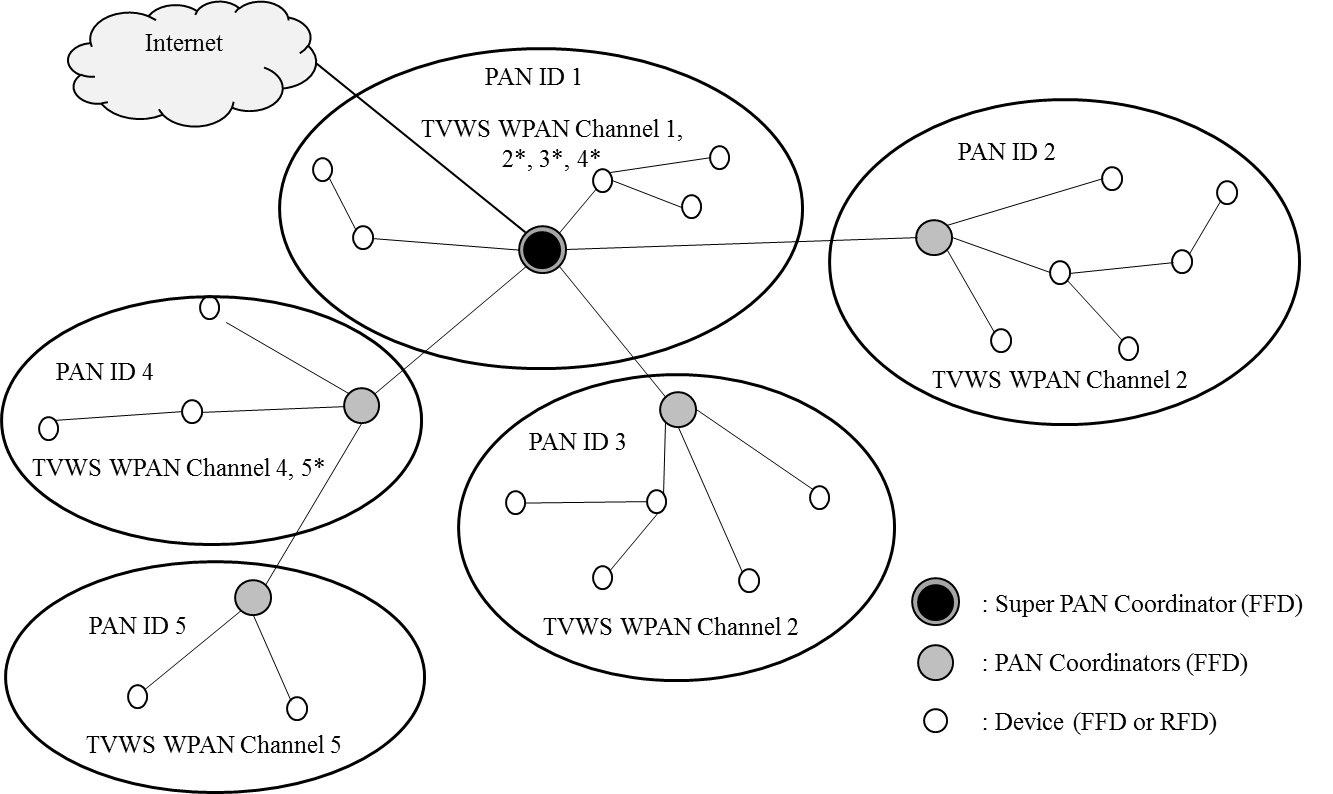 Internet
PAN ID 1
TVWS WPAN Channel 1,
2*, 3*, 4*
PAN ID 2
TVWS WPAN Channel 2
PAN ID 4
TVWS WPAN Channel 4, 5*
PAN ID 3
TVWS WPAN Channel 2
PAN ID 5
TVWS WPAN Channel 5
: Super PAN Coordinator (FFD)
: PAN Coordinators (FFD)
: Device (FFD or RFD)